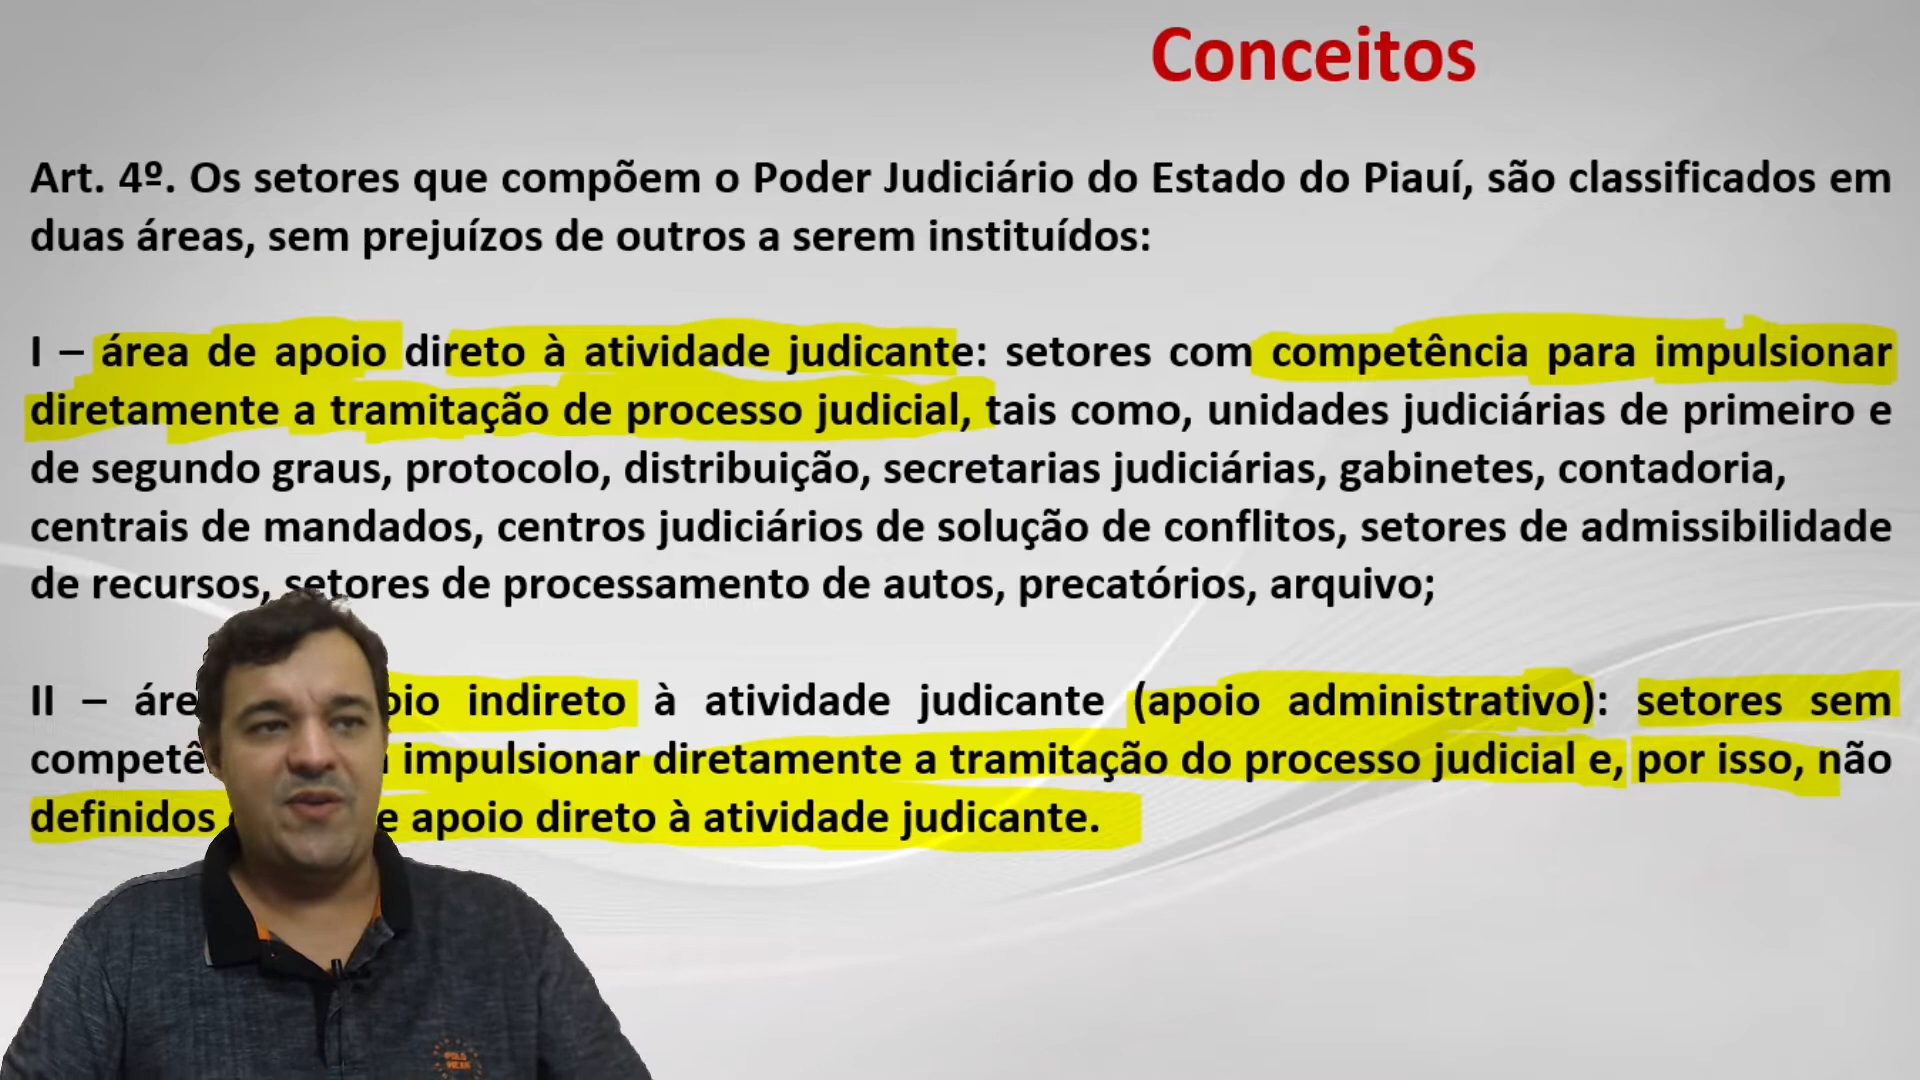 Conceitos
Art. 4º. Os setores que compõem o Poder Judiciário do Estado do Piauí, são classificados em
duas áreas, sem prejuízos de outros a serem instituídos:
I – área de apoio direto à atividade judicante: setores com competência para impulsionar
diretamente a tramitação de processo judicial, tais como, unidades judiciárias de primeiro e
de segundo graus, protocolo, distribuição, secretarias judiciárias, gabinetes, contadoria,
centrais de mandados, centros judiciários de solução de conflitos, setores de admissibilidade
de recursos, setores de processamento de autos, precatórios, arquivo;
II – indireto à atividade judicante (apoio administrativo): setores sem
impulsionar diretamente a tramitação do processo judicial e, por isso, não
definidos apoio direto à atividade judicante.